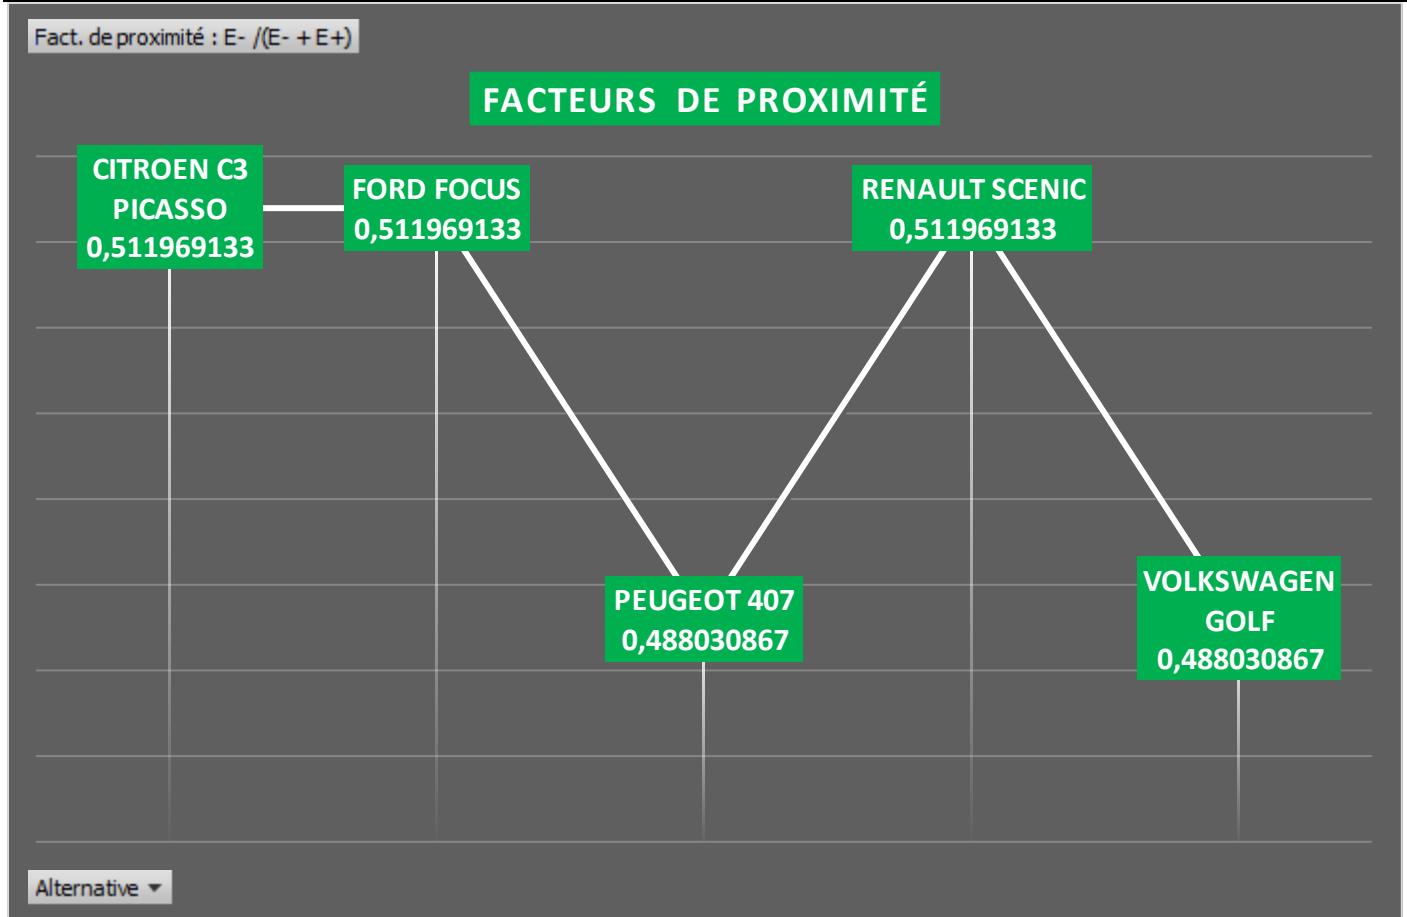 Fact. de proximité : E- /(E- + E+)
FACTEURS DE PROXIMITÉ
CITROEN C3
PICASSO
0,511969133
FORD FOCUS
0,511969133
RENAULT SCENIC
0,511969133
PEUGEOT 407
0,488030867
VOLKSWAGEN
GOLF
0,488030867
Alternative